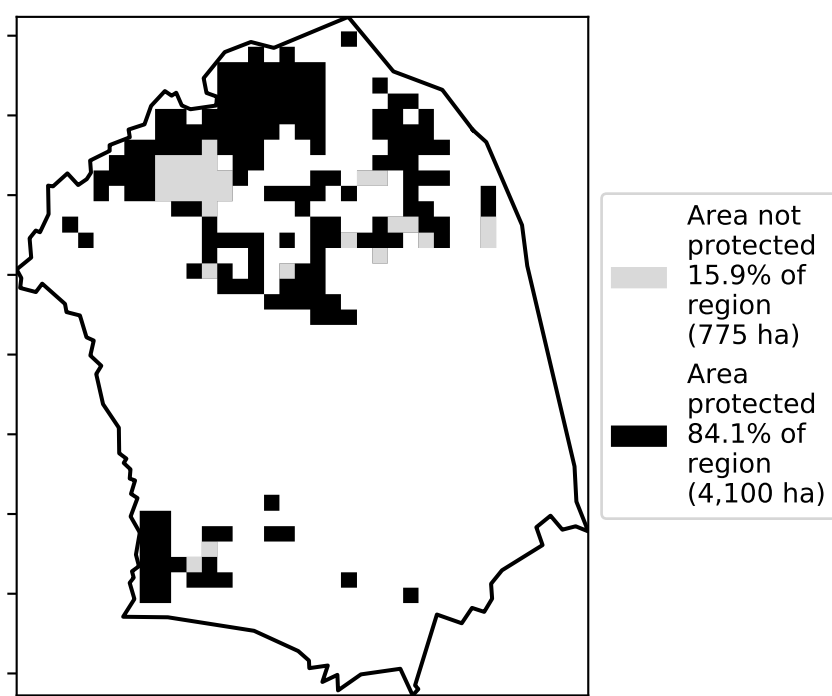 Area not
protected
15.9% of
region
(775 ha)
Area
protected
84.1% of
region
(4,100 ha)